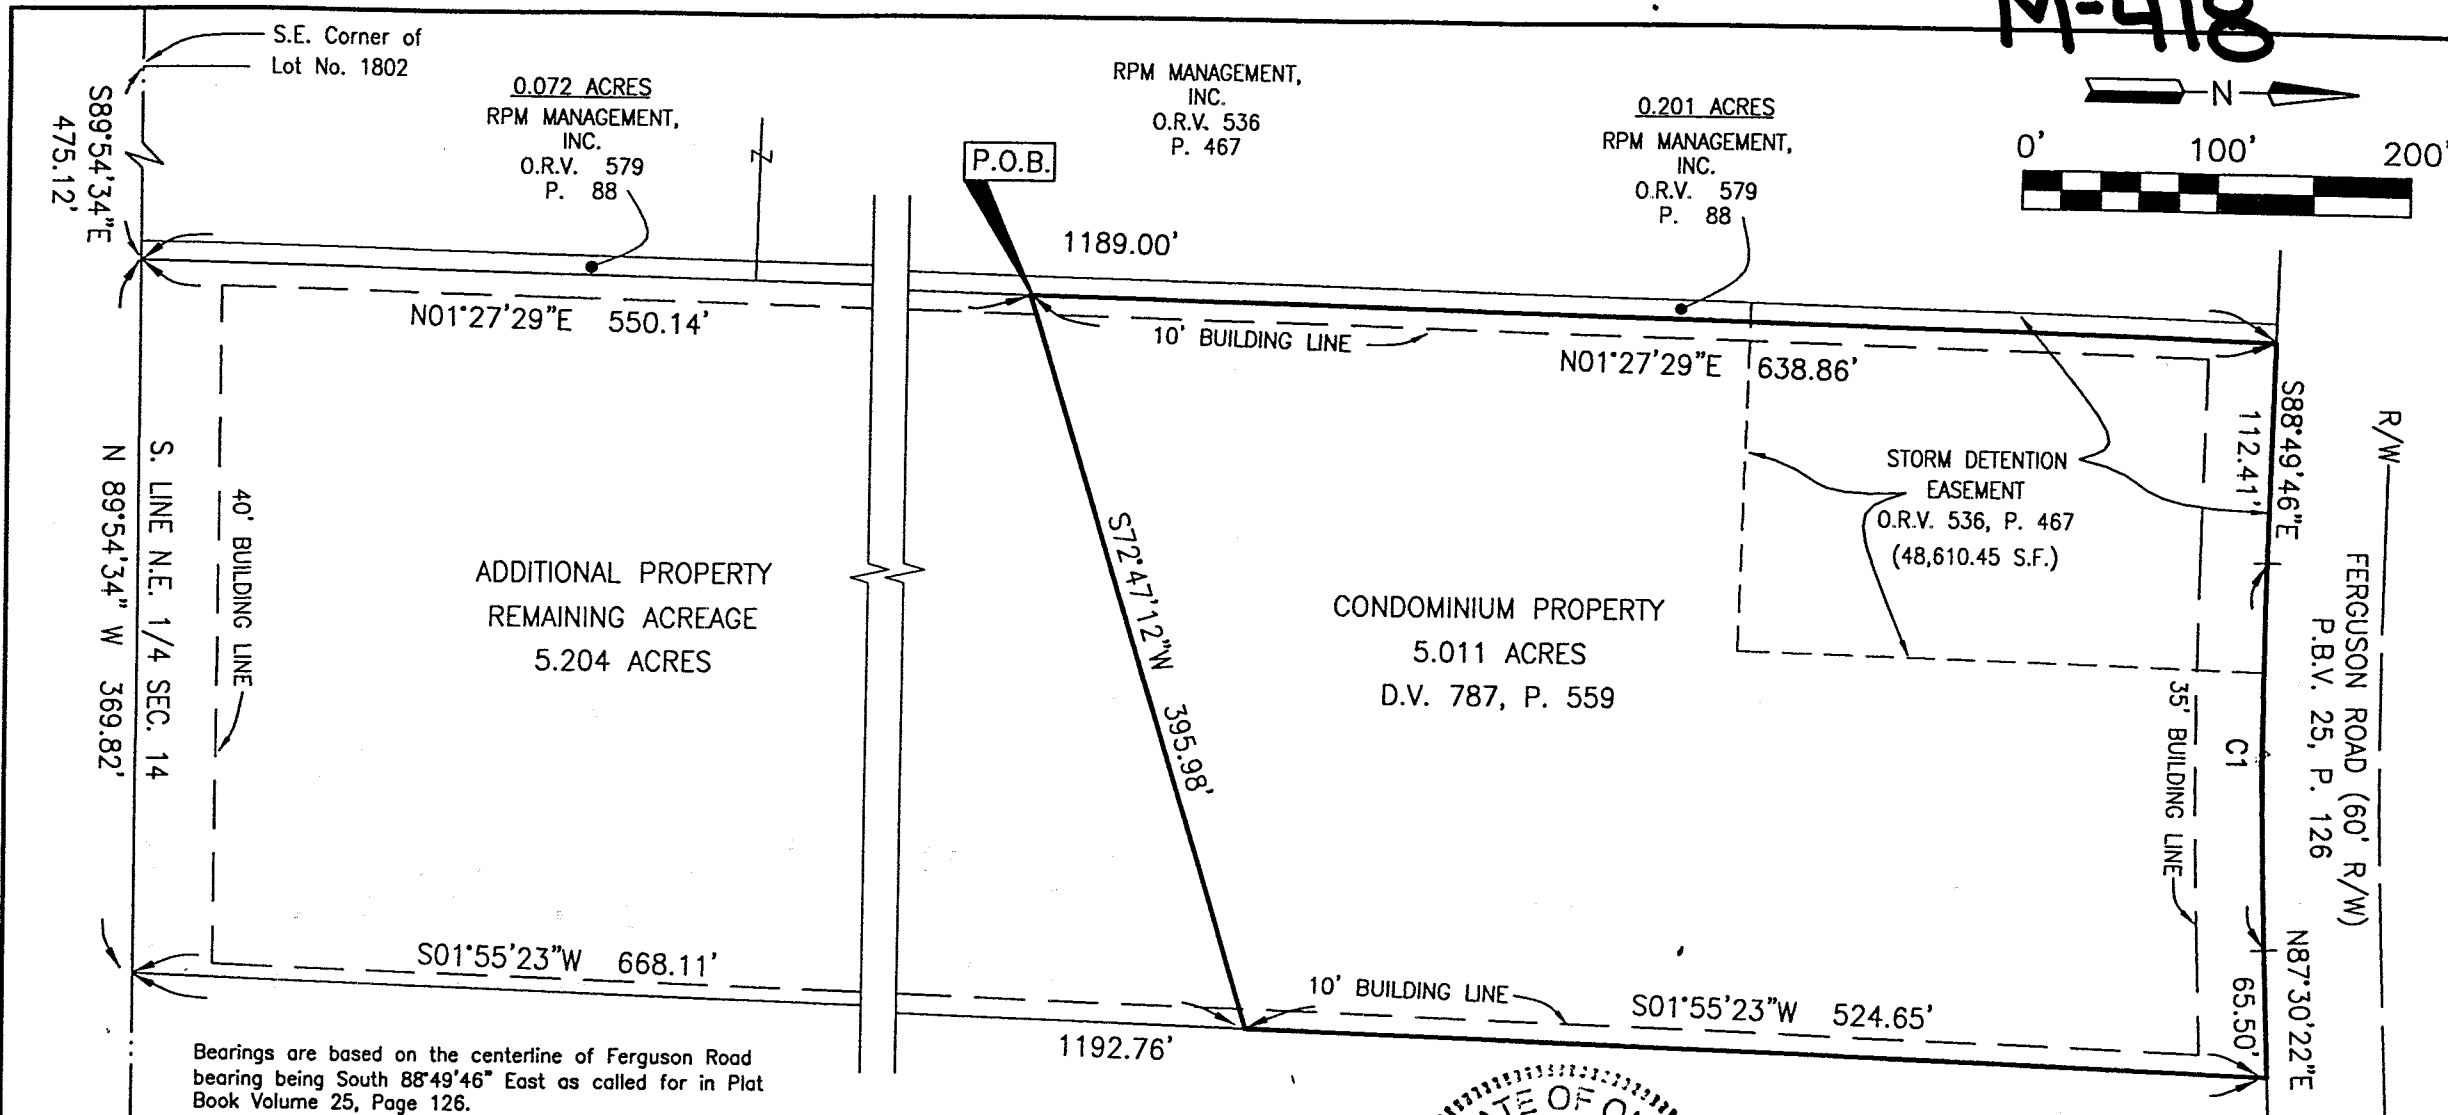 M-418
S.E. Corner of
Lot No. 1802
S89°54'34"E
475.12'
0.072 ACRES
RPM MANAGEMENT,
INC.
O.R.V. 579
P. 88
RPM MANAGEMENT,
INC.
O.R.V. 536
P. 467
0.201 ACRES
RPM MANAGEMENT,
INC.
O.R.V. 579
P. 88
N
0' 100' 200'
P.O.B.
1189.00'
N01°27'29"E 550.14'
10' BUILDING LINE
N01°27'29"E 638.86'
S88°49'46"E
112.41'
R/W
STORM DETENTION
EASEMENT
O.R.V. 536, P. 467
(48,610.45 S.F.)
S. LINE N.E. 1/4 SEC. 14
N 89°54'34" W 369.82'
40' BUILDING LINE
ADDITIONAL PROPERTY
REMAINING ACREAGE
5.204 ACRES
S72°47'12"W 395.98'
CONDOMINIUM PROPERTY
5.011 ACRES
D.V. 787, P. 559
FERGUSON ROAD (60' R/W)
P.B.V. 25, P. 126
35' BUILDING LINE
C1
N87°30'22"E
65.50'
S01°55'23"W 668.11'
10' BUILDING LINE
S01°55'23"W 524.65'
1192.76'
Bearings are based on the centerline of Ferguson Road
bearing being South 88°49'46" East as called for in Plat
Book Volume 25, Page 126.
OF